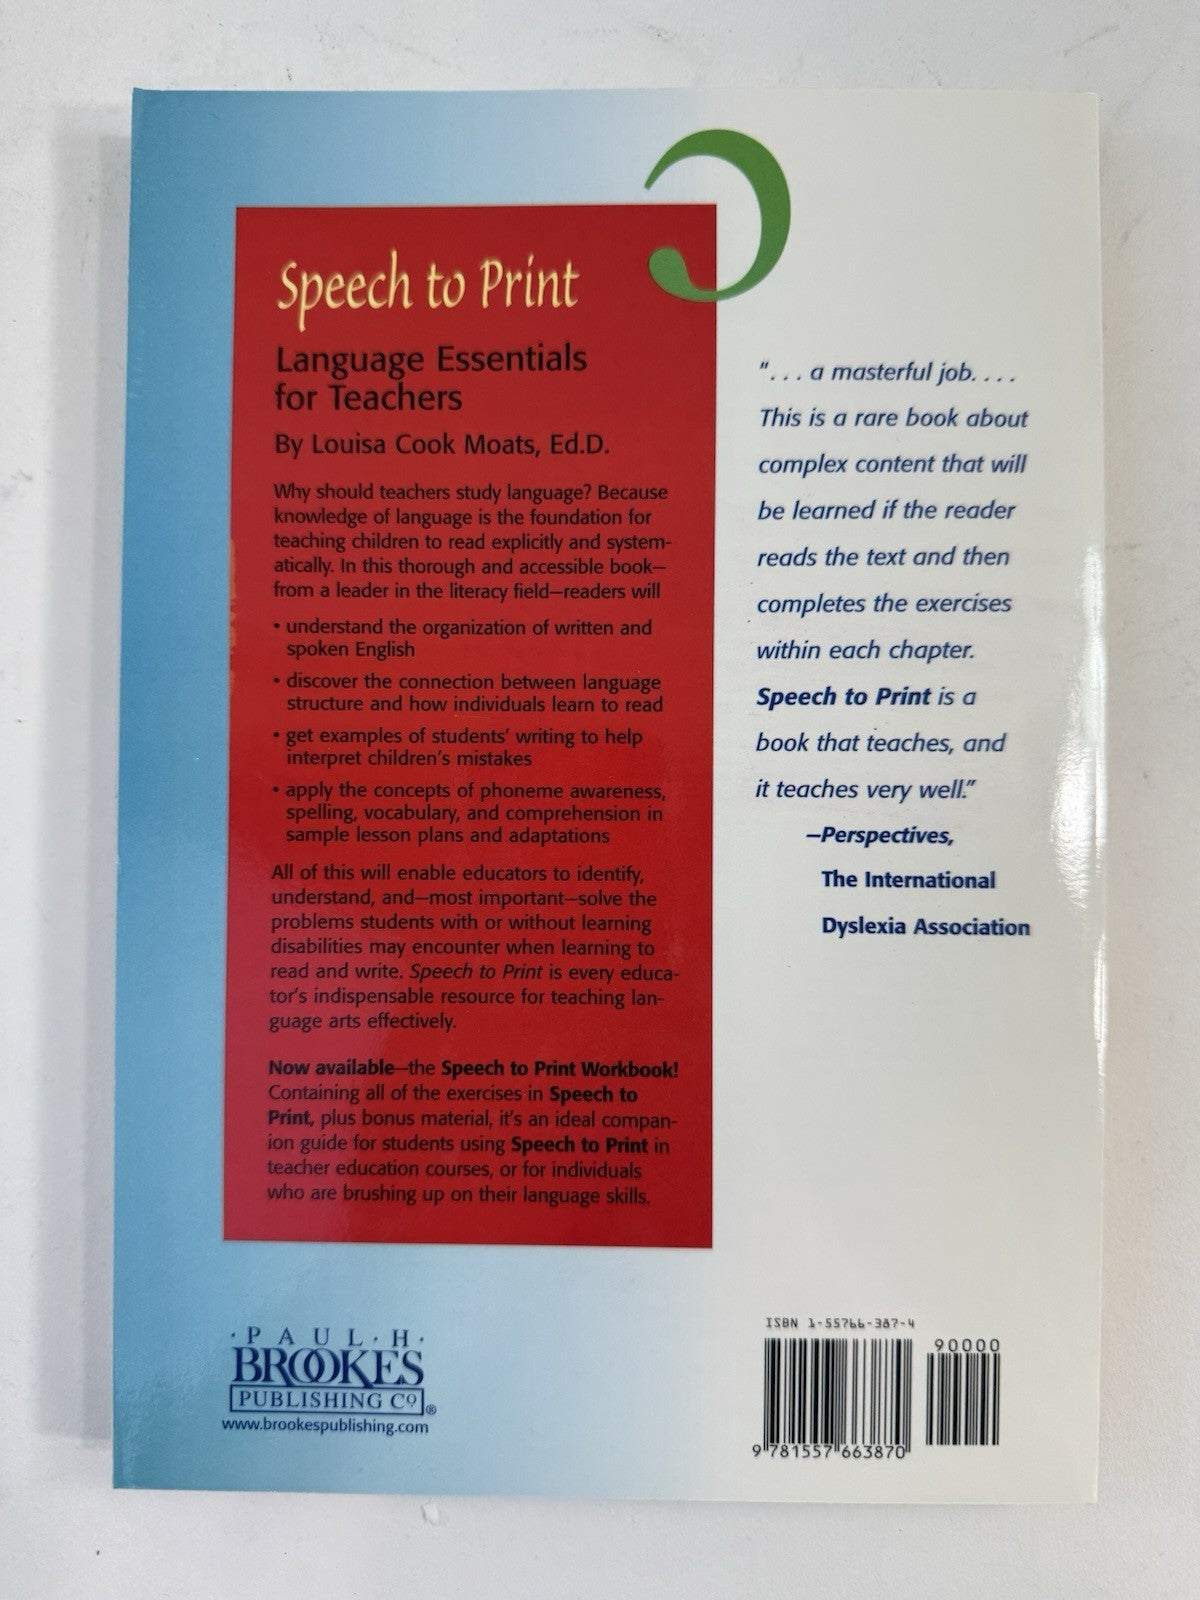 Speech to Print
Language Essentials
for Teachers
By Louisa Cook Moats, Ed.D.
Why should teachers study language? Because
knowledge of language is the foundation for
teaching children to read explicitly and system-
atically. In this thorough and accessible book—
from a leader in the literacy field—readers will
• understand the organization of written and
spoken English
• discover the connection between language
structure and how individuals learn to read
• get examples of students' writing to help
interpret children's mistakes
• apply the concepts of phoneme awareness,
spelling, vocabulary, and comprehension in
sample lesson plans and adaptations
All of this will enable educators to identify,
understand, and—most important—solve the
problems students with or without learning
disabilities may encounter when learning to
read and write. Speech to Print is every educa-
tor's indispensable resource for teaching lan-
guage arts effectively.
Now available—the Speech to Print Workbook!
Containing all of the exercises in Speech to
Print, plus bonus material, it's an ideal compan-
ion guide for students using Speech to Print in
teacher education courses, or for individuals
who are brushing up on their language skills.
". . . a masterful job. . . .
This is a rare book about
complex content that will
be learned if the reader
reads the text and then
completes the exercises
within each chapter.
Speech to Print is a
book that teaches, and
it teaches very well."
—Perspectives,
The International
Dyslexia Association
·PAUL·H·
BROOKES
PUBLISHING Co®
www.brookespublishing.com
ISBN 1-55766-387-4
90000
9 781557 663870